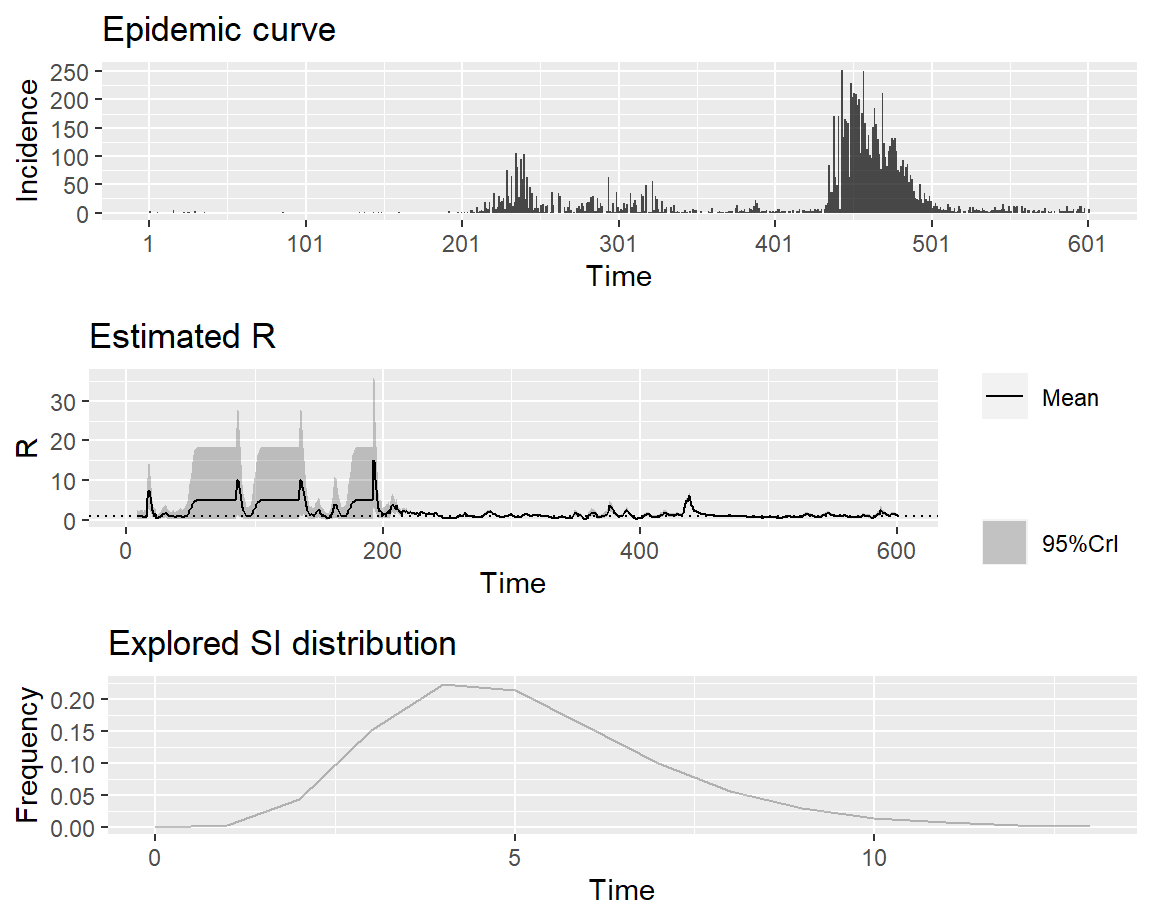 Epidemic curve
250
200
150
100
50
0
Incidence
1 101 201 301 401 501 601
Time
Estimated R
30
20
10
0
R
0 200 400 600
Time
Mean
95%CrI
Explored SI distribution
0.20
0.15
0.10
0.05
0.00
Frequency
0 5 10
Time